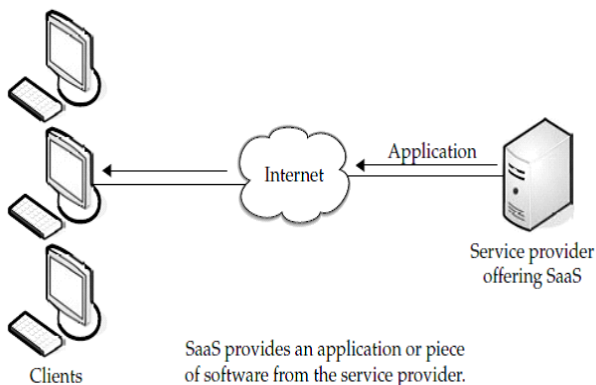 Application
Internet
Service provider
offering SaaS
Clients
SaaS provides an application or piece
of software from the service provider.